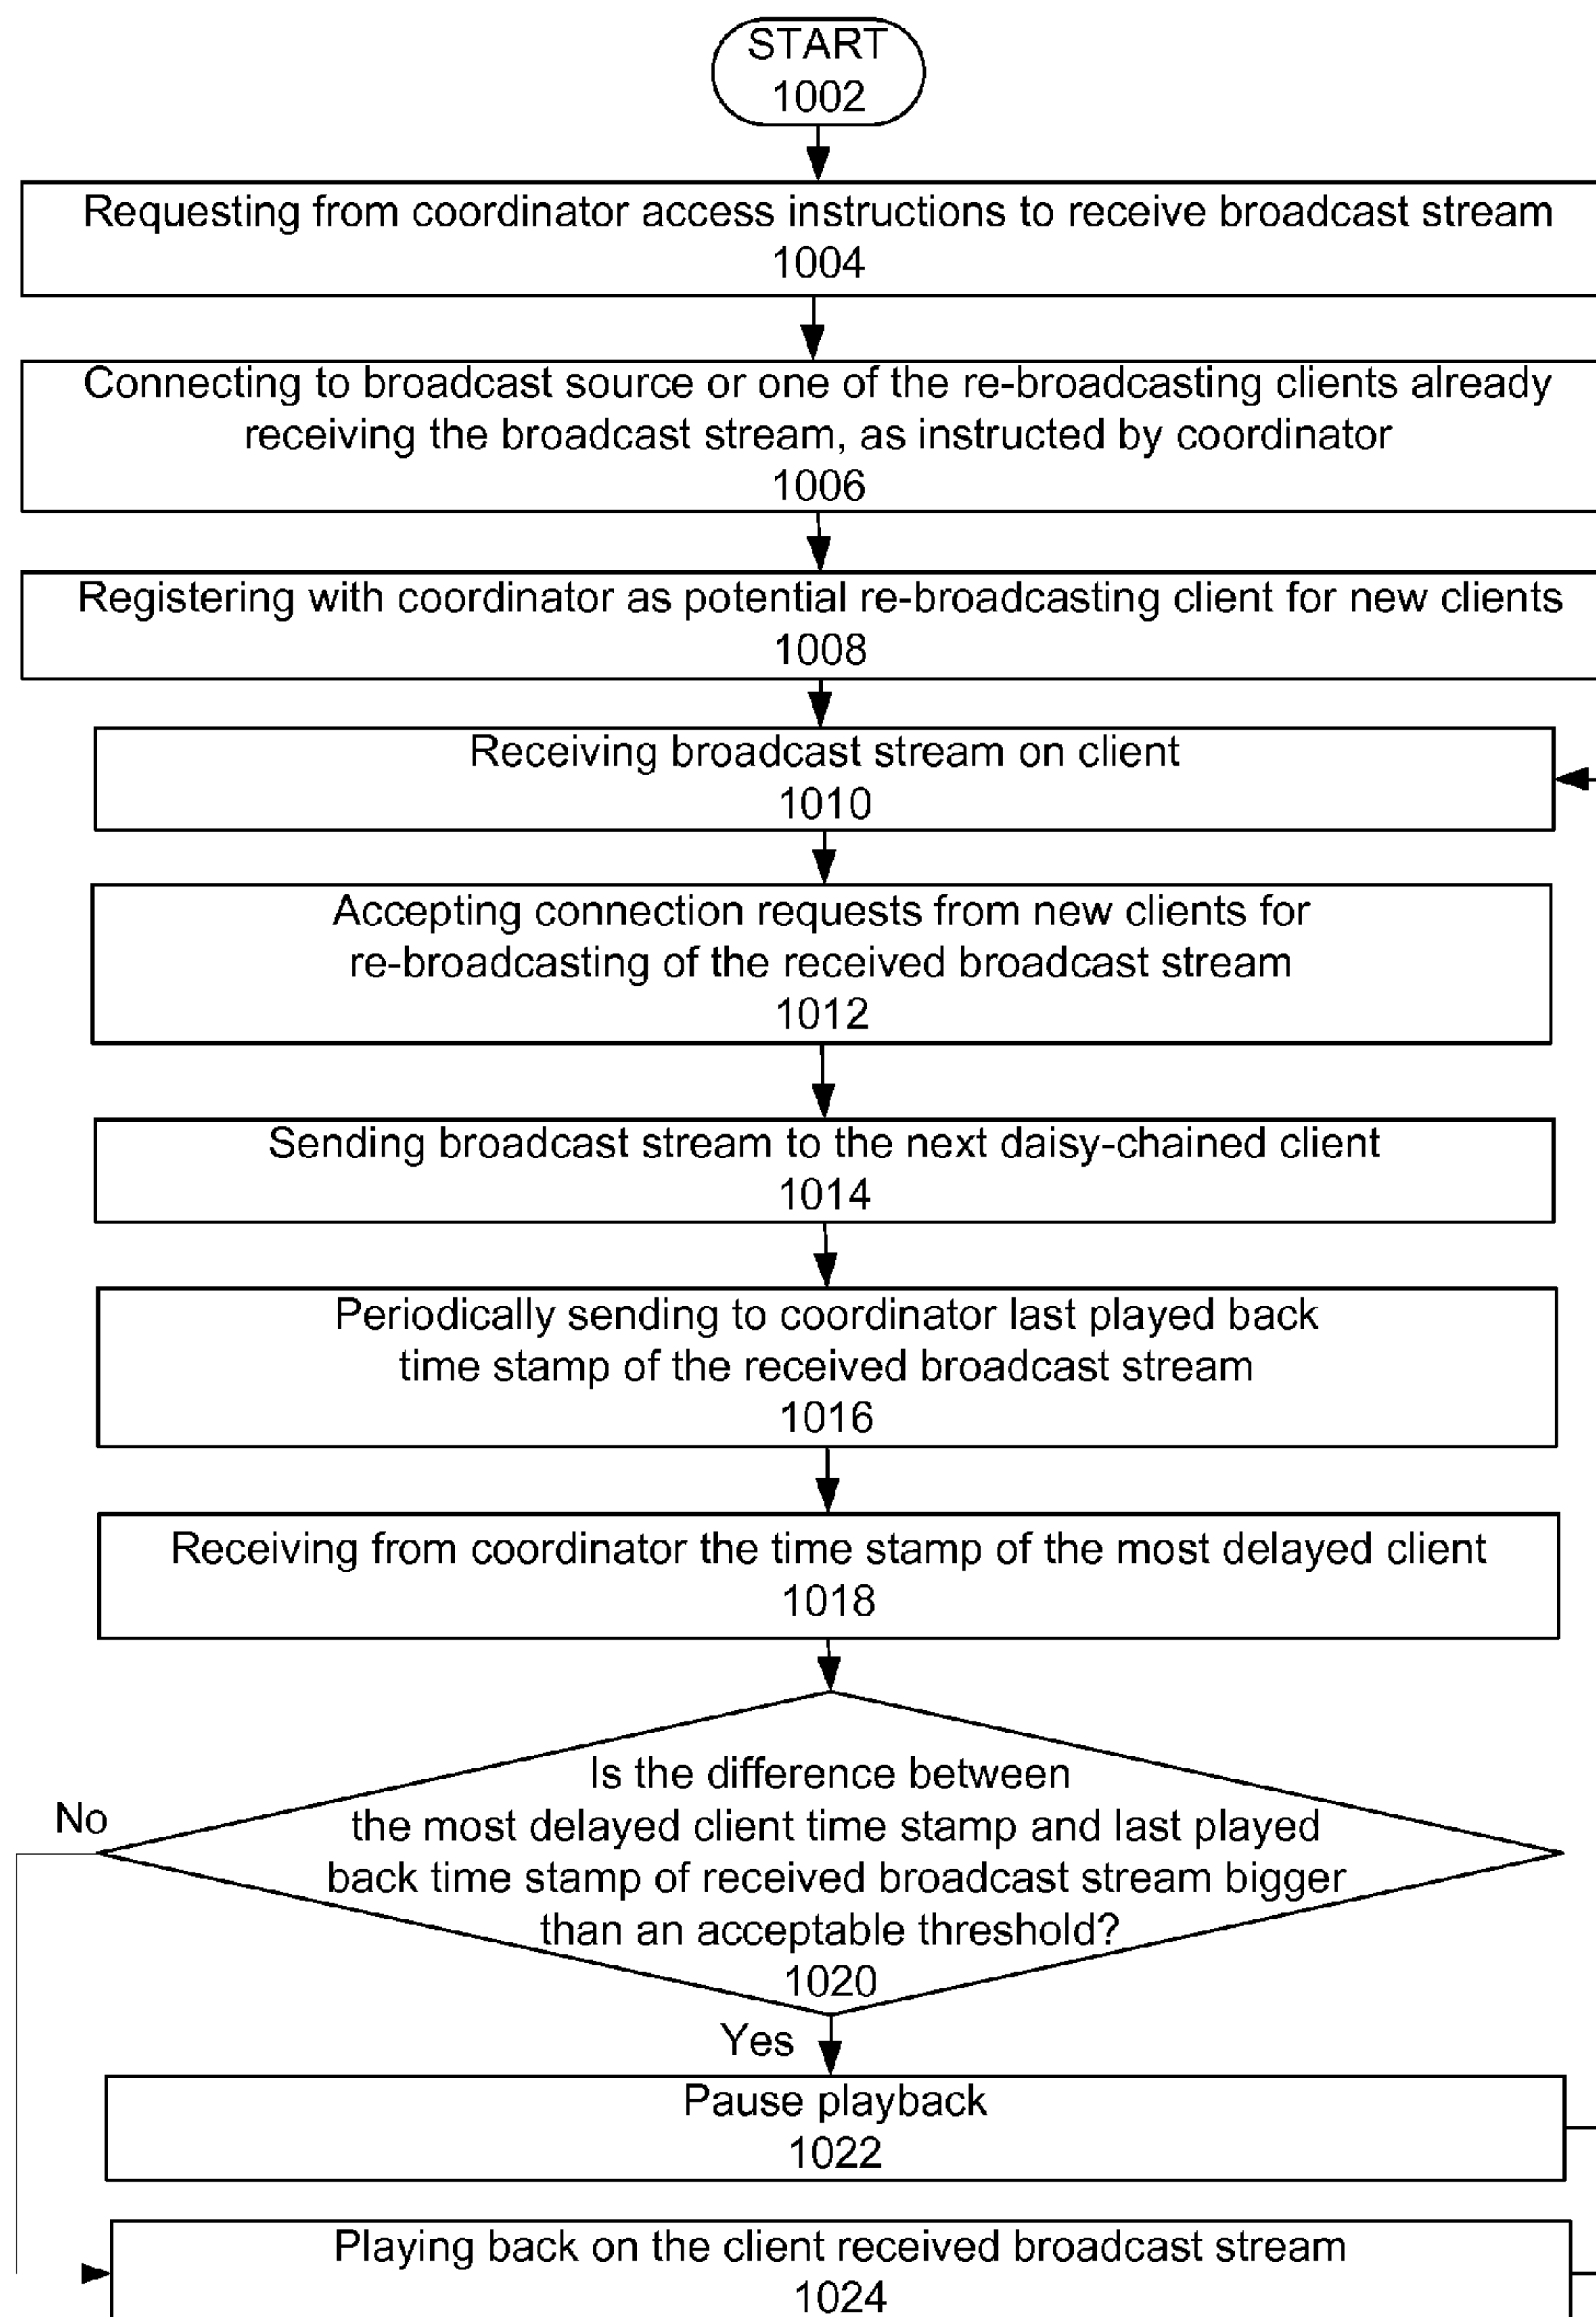 START
1002
Requesting from coordinator access instructions to receive broadcast stream
1004
Connecting to broadcast source or one of the re-broadcasting clients already
receiving the broadcast stream, as instructed by coordinator
1006
Registering with coordinator as potential re-broadcasting client for new clients
1008
Receiving broadcast stream on client
1010
Accepting connection requests from new clients for
re-broadcasting of the received broadcast stream
1012
Sending broadcast stream to the next daisy-chained client
1014
Periodically sending to coordinator last played back
time stamp of the received broadcast stream
1016
Receiving from coordinator the time stamp of the most delayed client
1018
Is the difference between
the most delayed client time stamp and last played
back time stamp of received broadcast stream bigger
than an acceptable threshold?
1020
No
Yes
Pause playback
1022
Playing back on the client received broadcast stream
1024